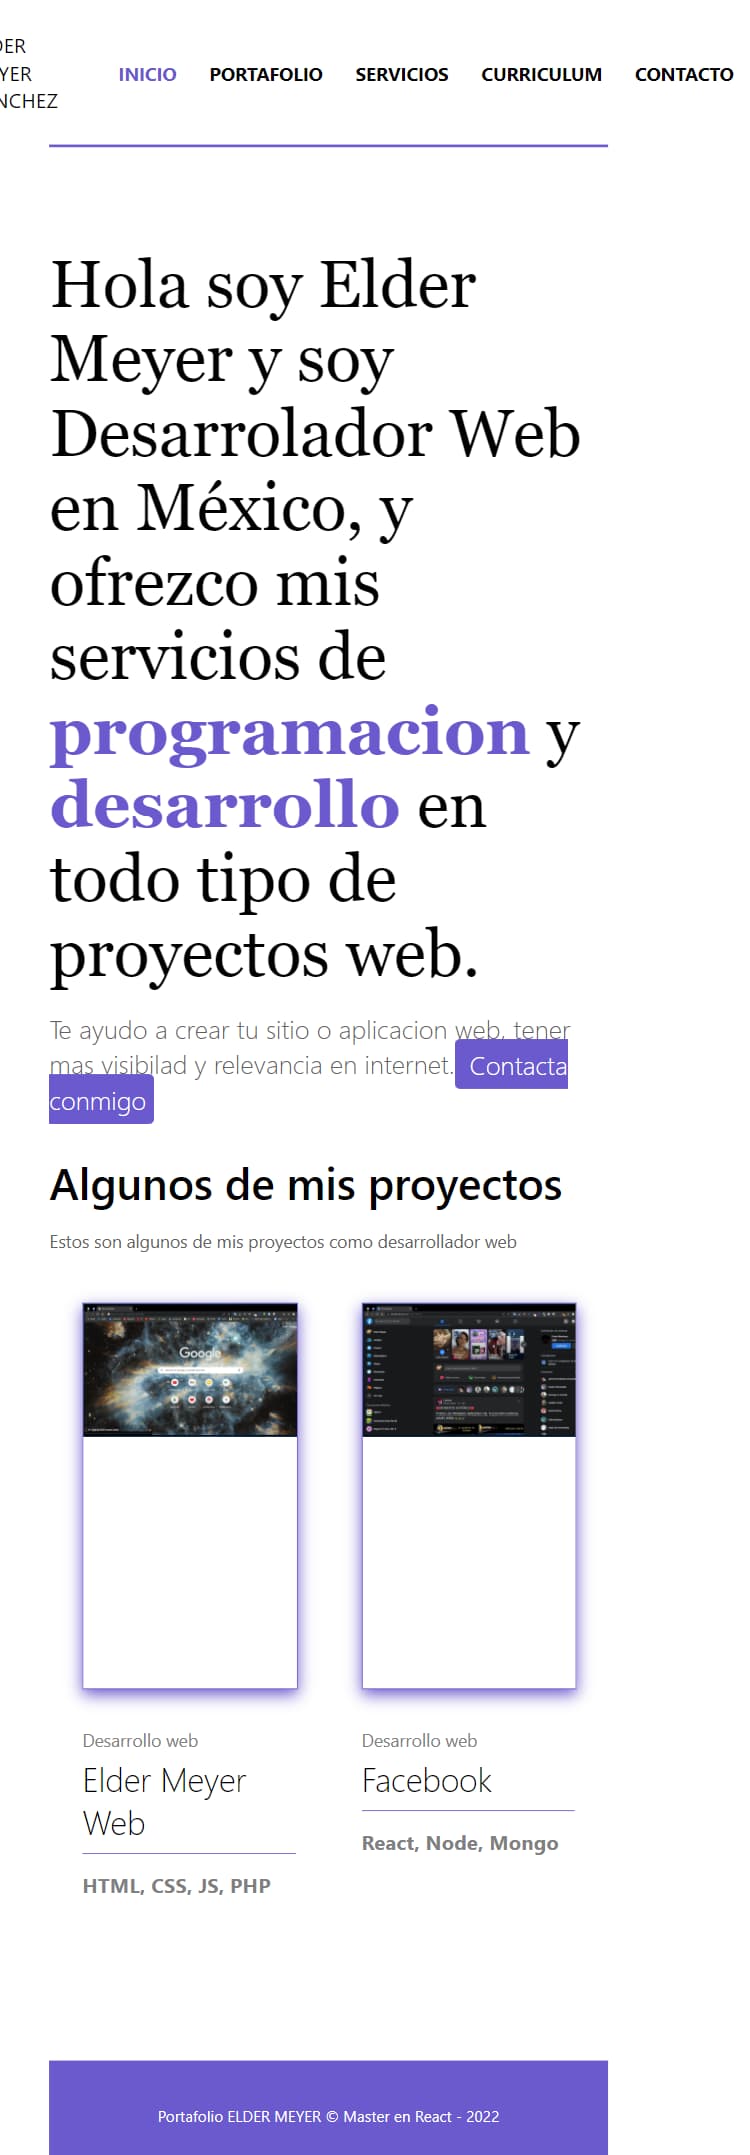 DER
YER
NCHEZ
INICIO PORTAFOLIO SERVICIOS CURRICULUM CONTACTO
Hola soy Elder
Meyer y soy
Desarrolador Web
en México, y
ofrezco mis
servicios de
programacion y
desarrollo en
todo tipo de
proyectos web.
Te ayudo a crear tu sitio o aplicacion web, tener
mas visibilad y relevancia en internet. Contacta
conmigo
Algunos de mis proyectos
Estos son algunos de mis proyectos como desarrollador web
Google
Desarrollo web
Elder Meyer
Web
HTML, CSS, JS, PHP
Desarrollo web
Facebook
React, Node, Mongo
Portafolio ELDER MEYER © Master en React - 2022